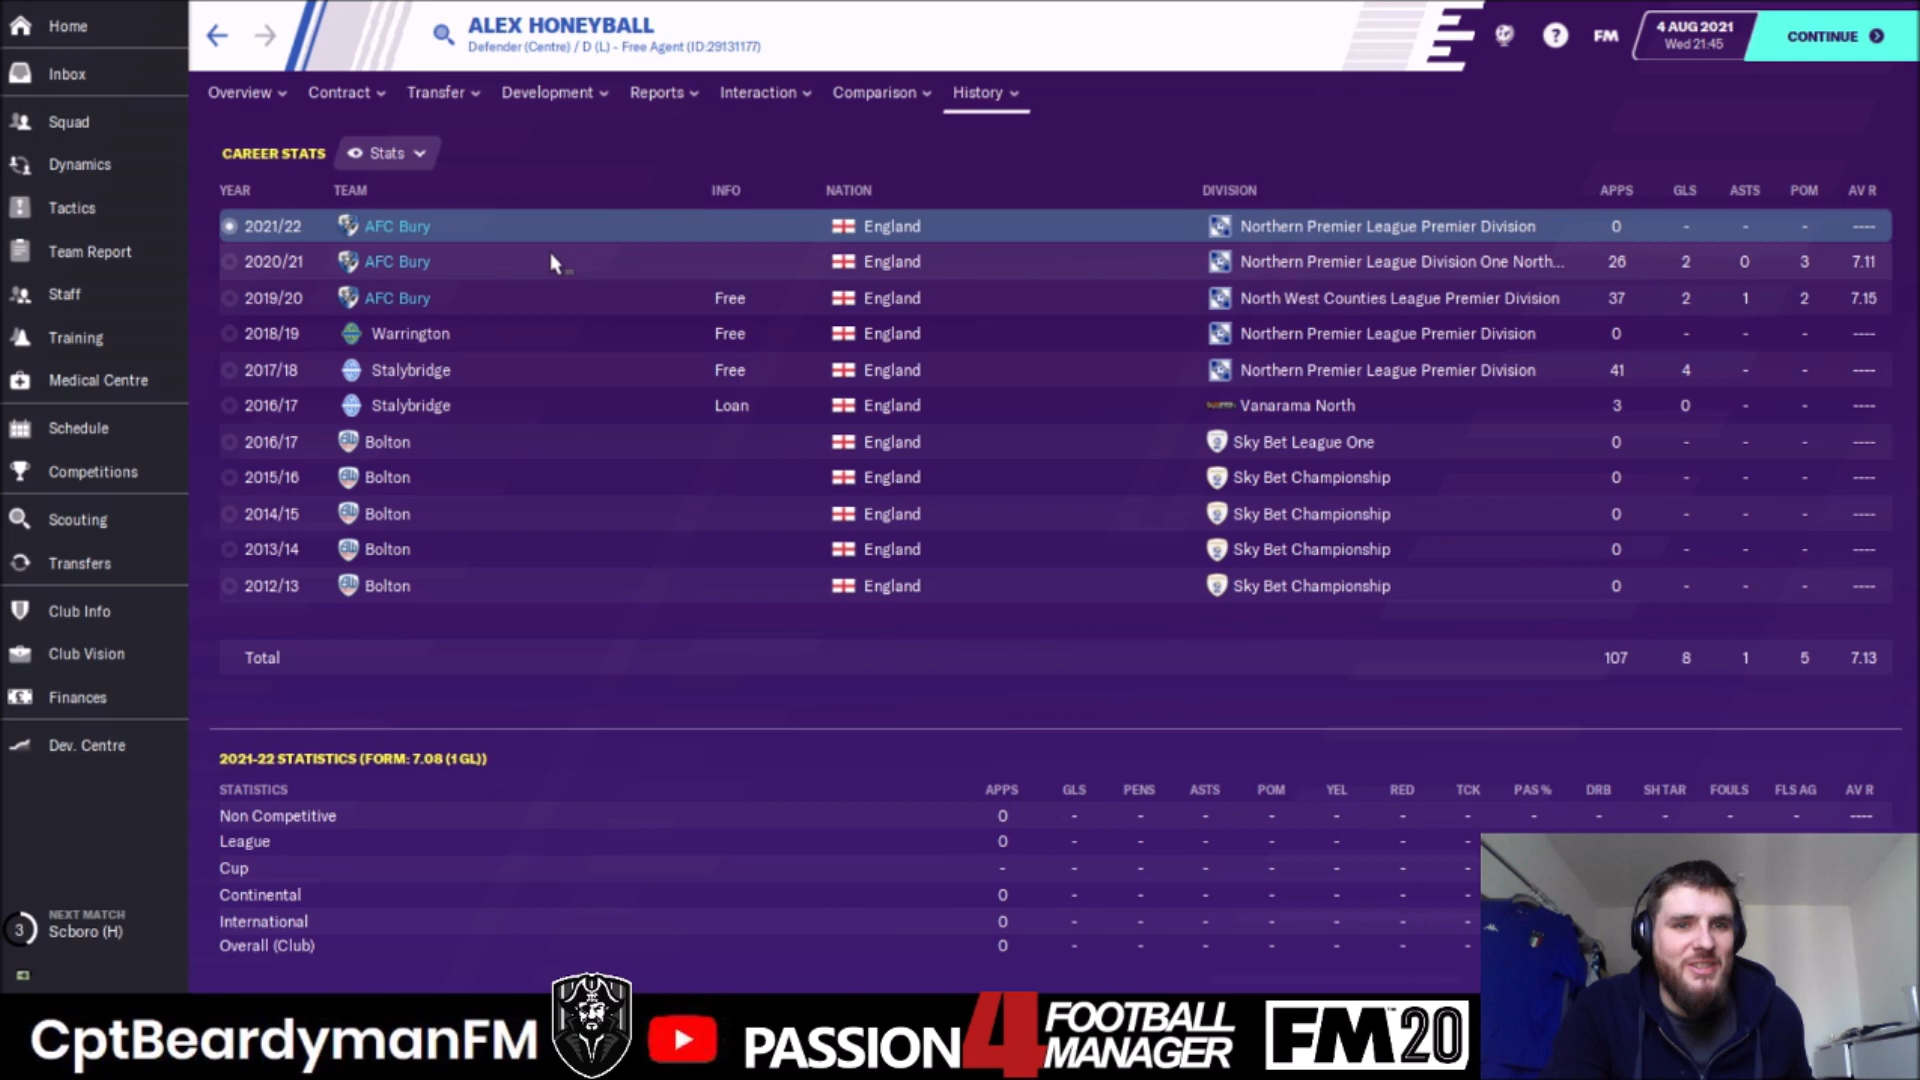 Home
Inbox
Squad
Dynamics
Tactics
Team Report
Staff
Training
Medical Centre
Schedule
Competitions
Scouting
Transfers
Club Info
Club Vision
Finances
Dev. Centre
NEXT MATCH
3 Scboro (H)
ALEX HONEYBALL
Defender (Centre) / D (L) - Free Agent (ID:29131177)
? FM
4 AUG 2021
Wed 21:45
CONTINUE
Overview Contract Transfer Development Reports Interaction Comparison History
CAREER STATS Stats
YEAR TEAM INFO NATION DIVISION APPS GLS ASTS POM AV R
2021/22 AFC Bury England Northern Premier League Premier Division 0 - - - ----
2020/21 AFC Bury England Northern Premier League Division One North... 26 2 0 3 7.11
2019/20 AFC Bury Free England North West Counties League Premier Division 37 2 1 2 7.15
2018/19 Warrington Free England Northern Premier League Premier Division 0 - - - ----
2017/18 Stalybridge Free England Northern Premier League Premier Division 41 4 - - ----
2016/17 Stalybridge Loan England Vanarama North 3 0 - - ----
2016/17 Bolton England Sky Bet League One 0 - - - ----
2015/16 Bolton England Sky Bet Championship 0 - - - ----
2014/15 Bolton England Sky Bet Championship 0 - - - ----
2013/14 Bolton England Sky Bet Championship 0 - - - ----
2012/13 Bolton England Sky Bet Championship 0 - - - ----
Total 107 8 1 5 7.13
2021-22 STATISTICS (FORM: 7.08 (1 GL))
STATISTICS APPS GLS PENS ASTS POM YEL RED TCK PAS % DRB SH TAR FOULS FLS AG AV R
Non Competitive 0 - - - - - - - - - - - - ----
League 0 - - - - - - -
Cup - - - - - - - -
Continental 0 - - - - - - -
International 0 - - - - - - -
Overall (Club) 0 - - - - - - -
CptBeardymanFM PASSION 4 FOOTBALL MANAGER FM20